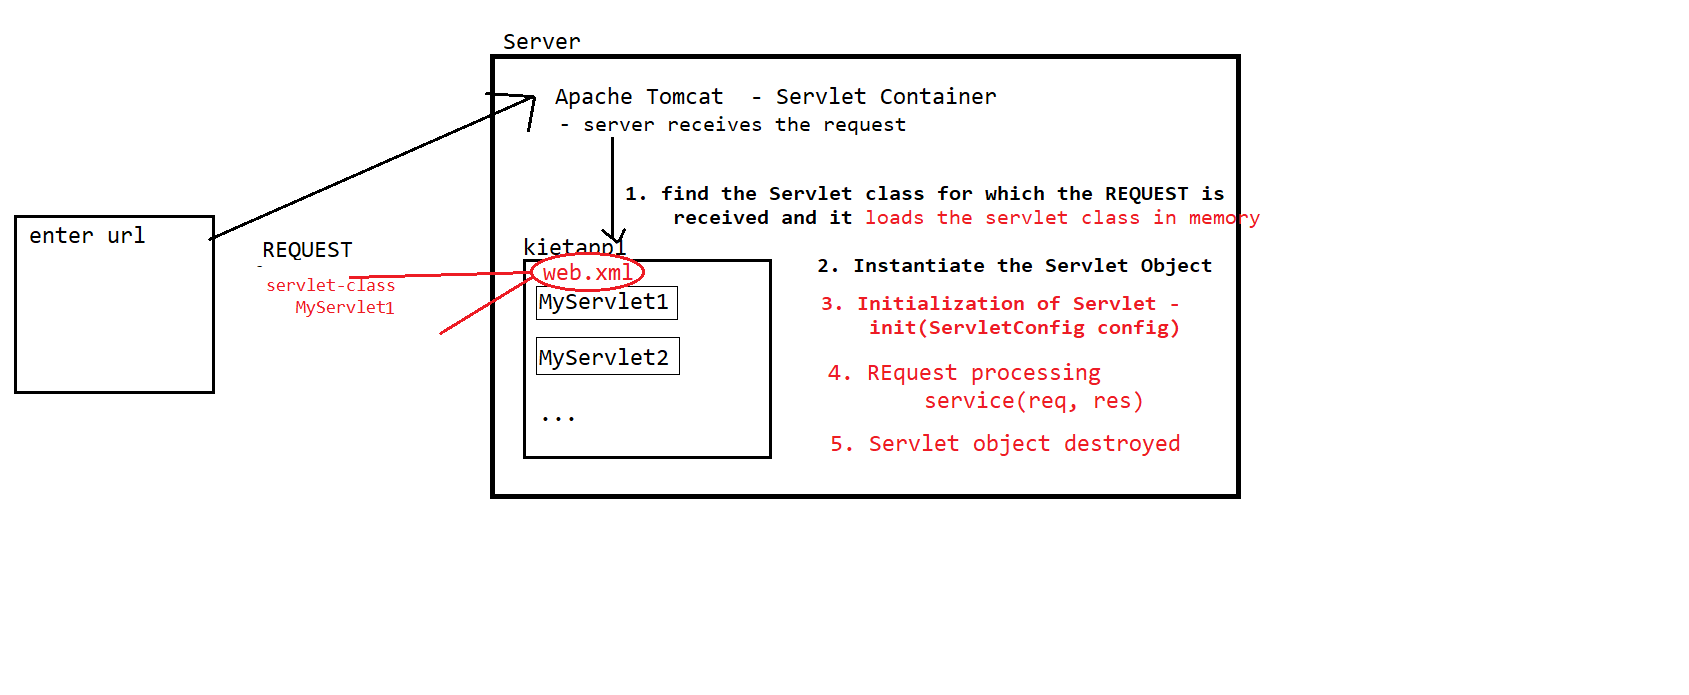 Server
Apache Tomcat - Servlet Container
- server receives the request
1. find the Servlet class for which the REQUEST is
received and it loads the servlet class in memory
enter url
REQUEST
-
servlet-class
MyServlet1
kietapp1
web.xml
MyServlet1
MyServlet2
...
2. Instantiate the Servlet Object
3. Initialization of Servlet -
init(ServletConfig config)
4. REquest processing
service(req, res)
5. Servlet object destroyed